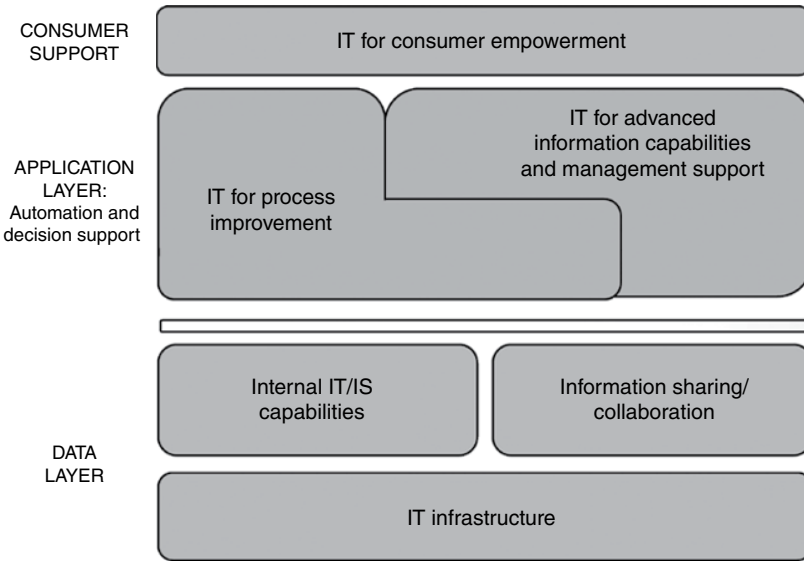 CONSUMER
SUPPORT
IT for consumer empowerment
APPLICATION
LAYER:
Automation and
decision support
IT for process
improvement
IT for advanced
information capabilities
and management support
DATA
LAYER
Internal IT/IS
capabilities
Information sharing/
collaboration
IT infrastructure